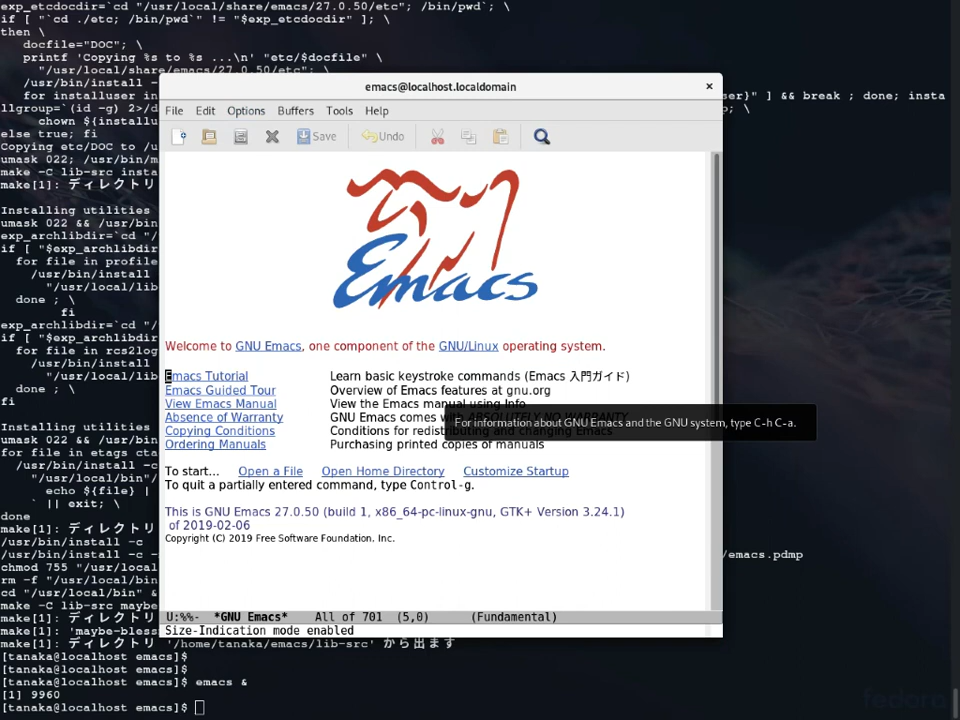 exp_etcdocdir=`cd "/usr/local/share/emacs/27.0.50/etc"; /bin/pwd`; \
if [ "`cd ./etc; /bin/pwd`" != "$exp_etcdocdir" ]; \
then \
docfile="DOC"; \
printf 'Copying %s to %s ...\n' "etc/$docfile" \
"/usr/local/share/emacs/27.0.50/etc"; \
/usr/bin/install -
for installuser in
ser}" ] && break ; done; insta
llgroup=`(id -g) 2>/d
chown ${installu
p; \
else true; fi
Copying etc/DOC to /u
umask 022; /usr/bin/m
make -C lib-src insta
make[1]: ディレクトリ
Installing utilities
umask 022 && /usr/bin
exp_archlibdir=`cd "/
if [ "$exp_archlibdir
for file in profile
/usr/bin/install
"/usr/local/lib
done ; \
fi
exp_archlibdir=`cd "/
if [ "$exp_archlibdir
for file in rcs2log
/usr/bin/install
"/usr/local/lib
done ; \
fi
Installing utilities
umask 022 && /usr/bin
for file in etags cta
/usr/bin/install -c
"/usr/local/bin"/
echo ${file} |
` || exit; \
done
make[1]: ディレクトリ
/usr/bin/install -c
/usr/bin/install -c -
/emacs.pdmp
chmod 755 "/usr/local
rm -f "/usr/local/bin
cd "/usr/local/bin" &
make -C lib-src maybe
make[1]: ディレクトリ
make[1]: 'maybe-bless
make[1]: ディレクトリ '/home/tanaka/emacs/lib-src' から出ます
[tanaka@localhost emacs]$
[tanaka@localhost emacs]$
[tanaka@localhost emacs]$ emacs &
[1] 9960
[tanaka@localhost emacs]$
emacs@localhost.localdomain ×
File Edit Options Buffers Tools Help
Save Undo
Emacs
Welcome to GNU Emacs, one component of the GNU/Linux operating system.
Emacs Tutorial Learn basic keystroke commands (Emacs 入門ガイド)
Emacs Guided Tour Overview of Emacs features at gnu.org
View Emacs Manual View the Emacs manual using Info
Absence of Warranty GNU Emacs comes with ABSOLUTELY NO WARRANTY
Copying Conditions Conditions for redistributing and changing Emacs
Ordering Manuals Purchasing printed copies of manuals
For information about GNU Emacs and the GNU system, type C-h C-a.
To start... Open a File Open Home Directory Customize Startup
To quit a partially entered command, type Control-g.
This is GNU Emacs 27.0.50 (build 1, x86_64-pc-linux-gnu, GTK+ Version 3.24.1)
of 2019-02-06
Copyright (C) 2019 Free Software Foundation, Inc.
U:%%- *GNU Emacs* All of 701 (5,0) (Fundamental)
Size-Indication mode enabled
fedora